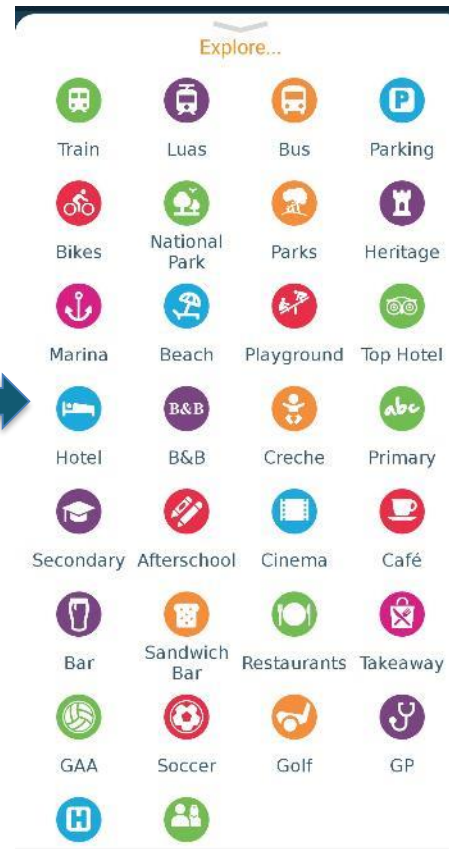 Explore...
P
Train Luas Bus Parking
Bikes National Park Parks Heritage
Marina Beach Playground Top Hotel
B&B abc
Hotel B&B Creche Primary
Secondary Afterschool Cinema Café
Bar Sandwich Bar Restaurants Takeaway
GAA Soccer Golf GP
H